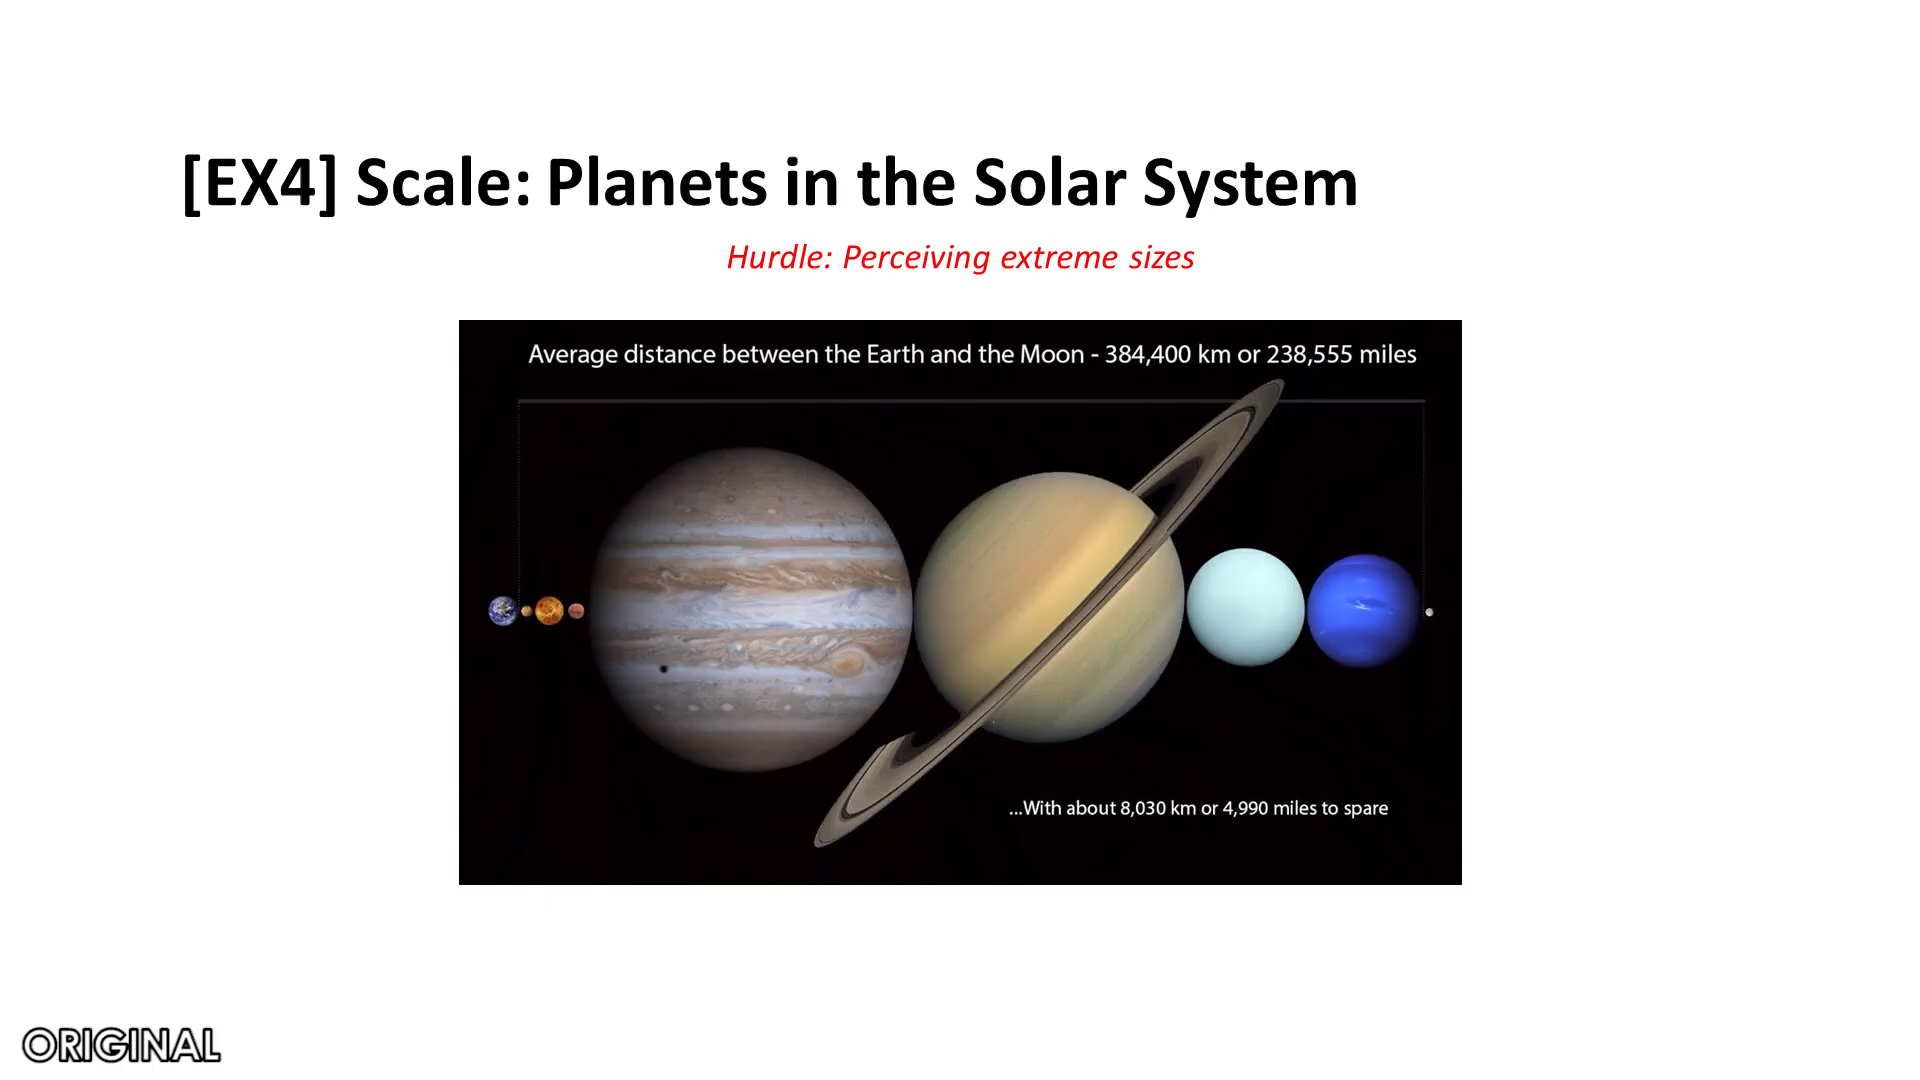 [EX4] Scale: Planets in the Solar System
Hurdle: Perceiving extreme sizes
Average distance between the Earth and the Moon - 384,400 km or 238,555 miles
...With about 8,030 km or 4,990 miles to spare
ORIGINAL